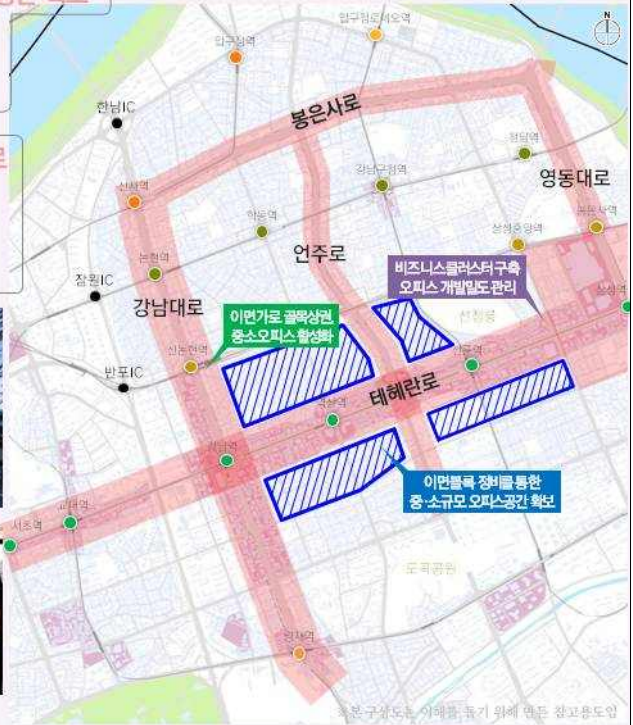 N
압구정로데오역
압구정역
한남IC
봉은사로
청담역
강남구청역
영동대로
신사역
학동역
언주로
봉은사역
삼성중앙역
논현역
잠원IC
비즈니스클러스터구축
오피스 개발밀도 관리
강남대로
이면가로 골목상권,
중소오피스 활성화
선정릉
삼성역
신논현역
반포IC
선릉역
테헤란로
역삼역
강남역
이면블록 정비를 통한
중·소규모 오피스공간 확보
교대역
서초역
도곡공원
양재역
본 구상도는 이해를 돕기 위해 만든 참고용도임